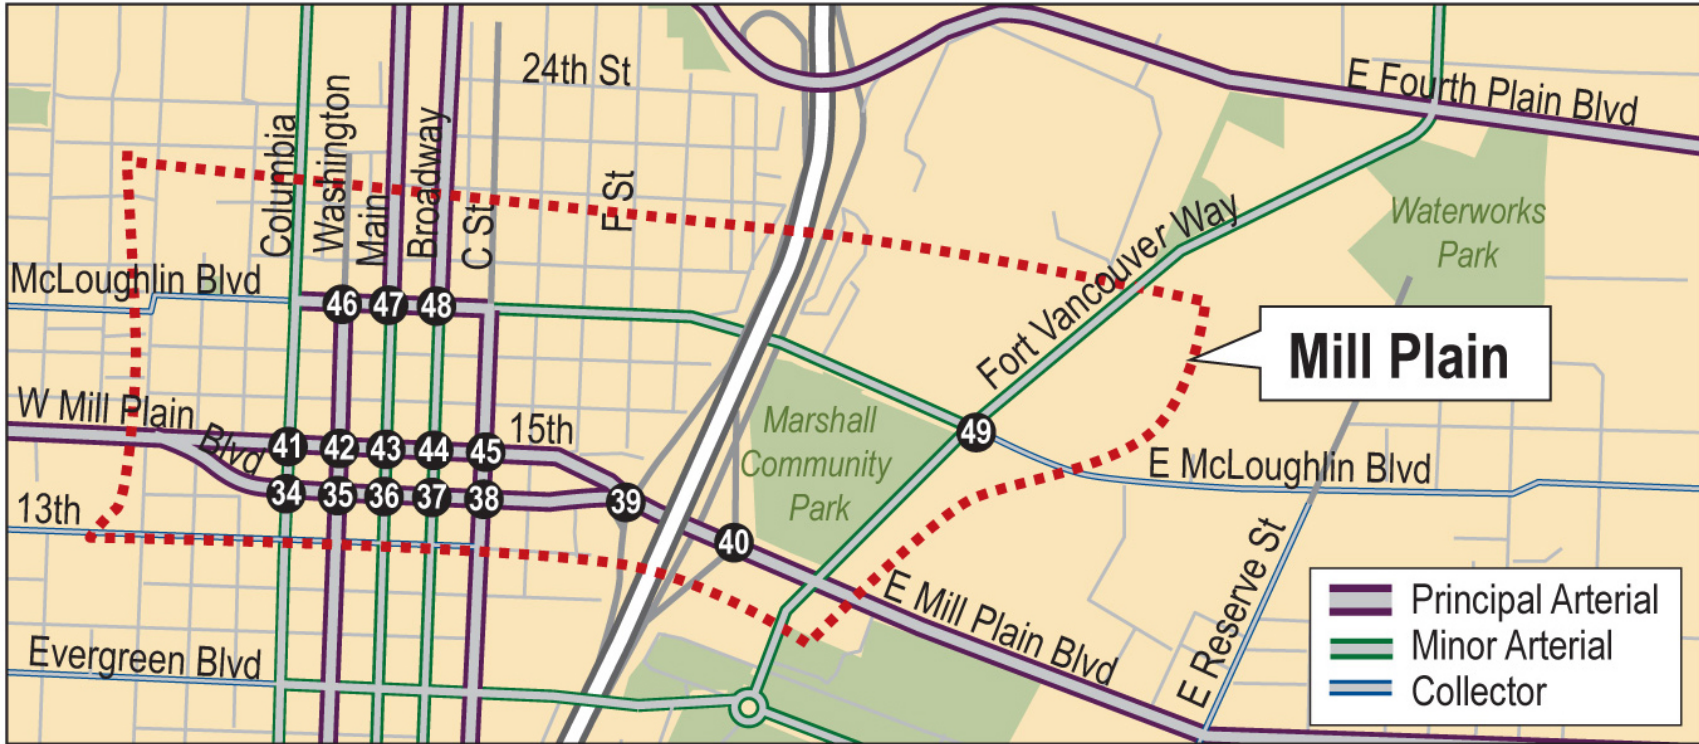 24th St
E Fourth Plain Blvd
Columbia
Washington
Main
Broadway
C St
F St
Fort Vancouver Way
Waterworks
Park
McLoughlin Blvd
46
47
48
Mill Plain
W Mill Plain
Blvd
41
42
43
44
45
15th
Marshall
Community
Park
49
E McLoughlin Blvd
34
35
36
37
38
39
13th
40
E Mill Plain Blvd
E Reserve St
Evergreen Blvd
Principal Arterial
Minor Arterial
Collector